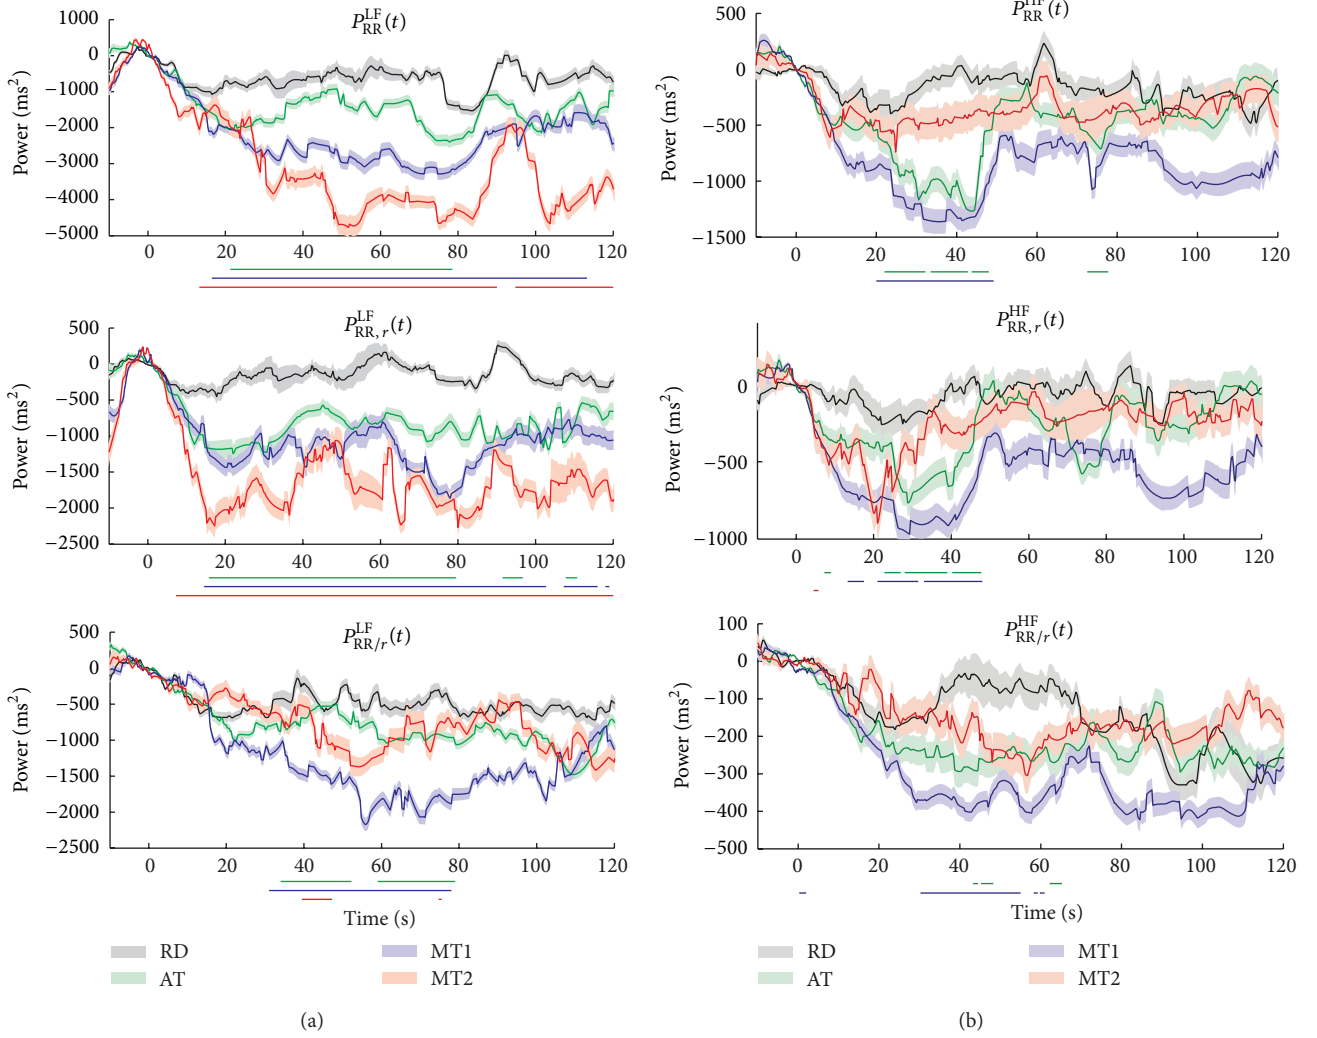 P_RR^LF(t)
1000
0
−1000
−2000
−3000
−4000
−5000
Power (ms²)
0 20 40 60 80 100 120
P_RR,r^LF(t)
500
0
−500
−1000
−1500
−2000
−2500
Power (ms²)
0 20 40 60 80 100 120
P_RR/r^LF(t)
500
0
−500
−1000
−1500
−2000
−2500
Power (ms²)
0 20 40 60 80 100 120
Time (s)
RD MT1
AT MT2
(a)
P_RR^HF(t)
500
0
−500
−1000
−1500
Power (ms²)
0 20 40 60 80 100 120
P_RR,r^HF(t)
0
−500
−1000
Power (ms²)
0 20 40 60 80 100 120
P_RR/r^HF(t)
100
0
−100
−200
−300
−400
−500
Power (ms²)
0 20 40 60 80 100 120
Time (s)
RD MT1
AT MT2
(b)